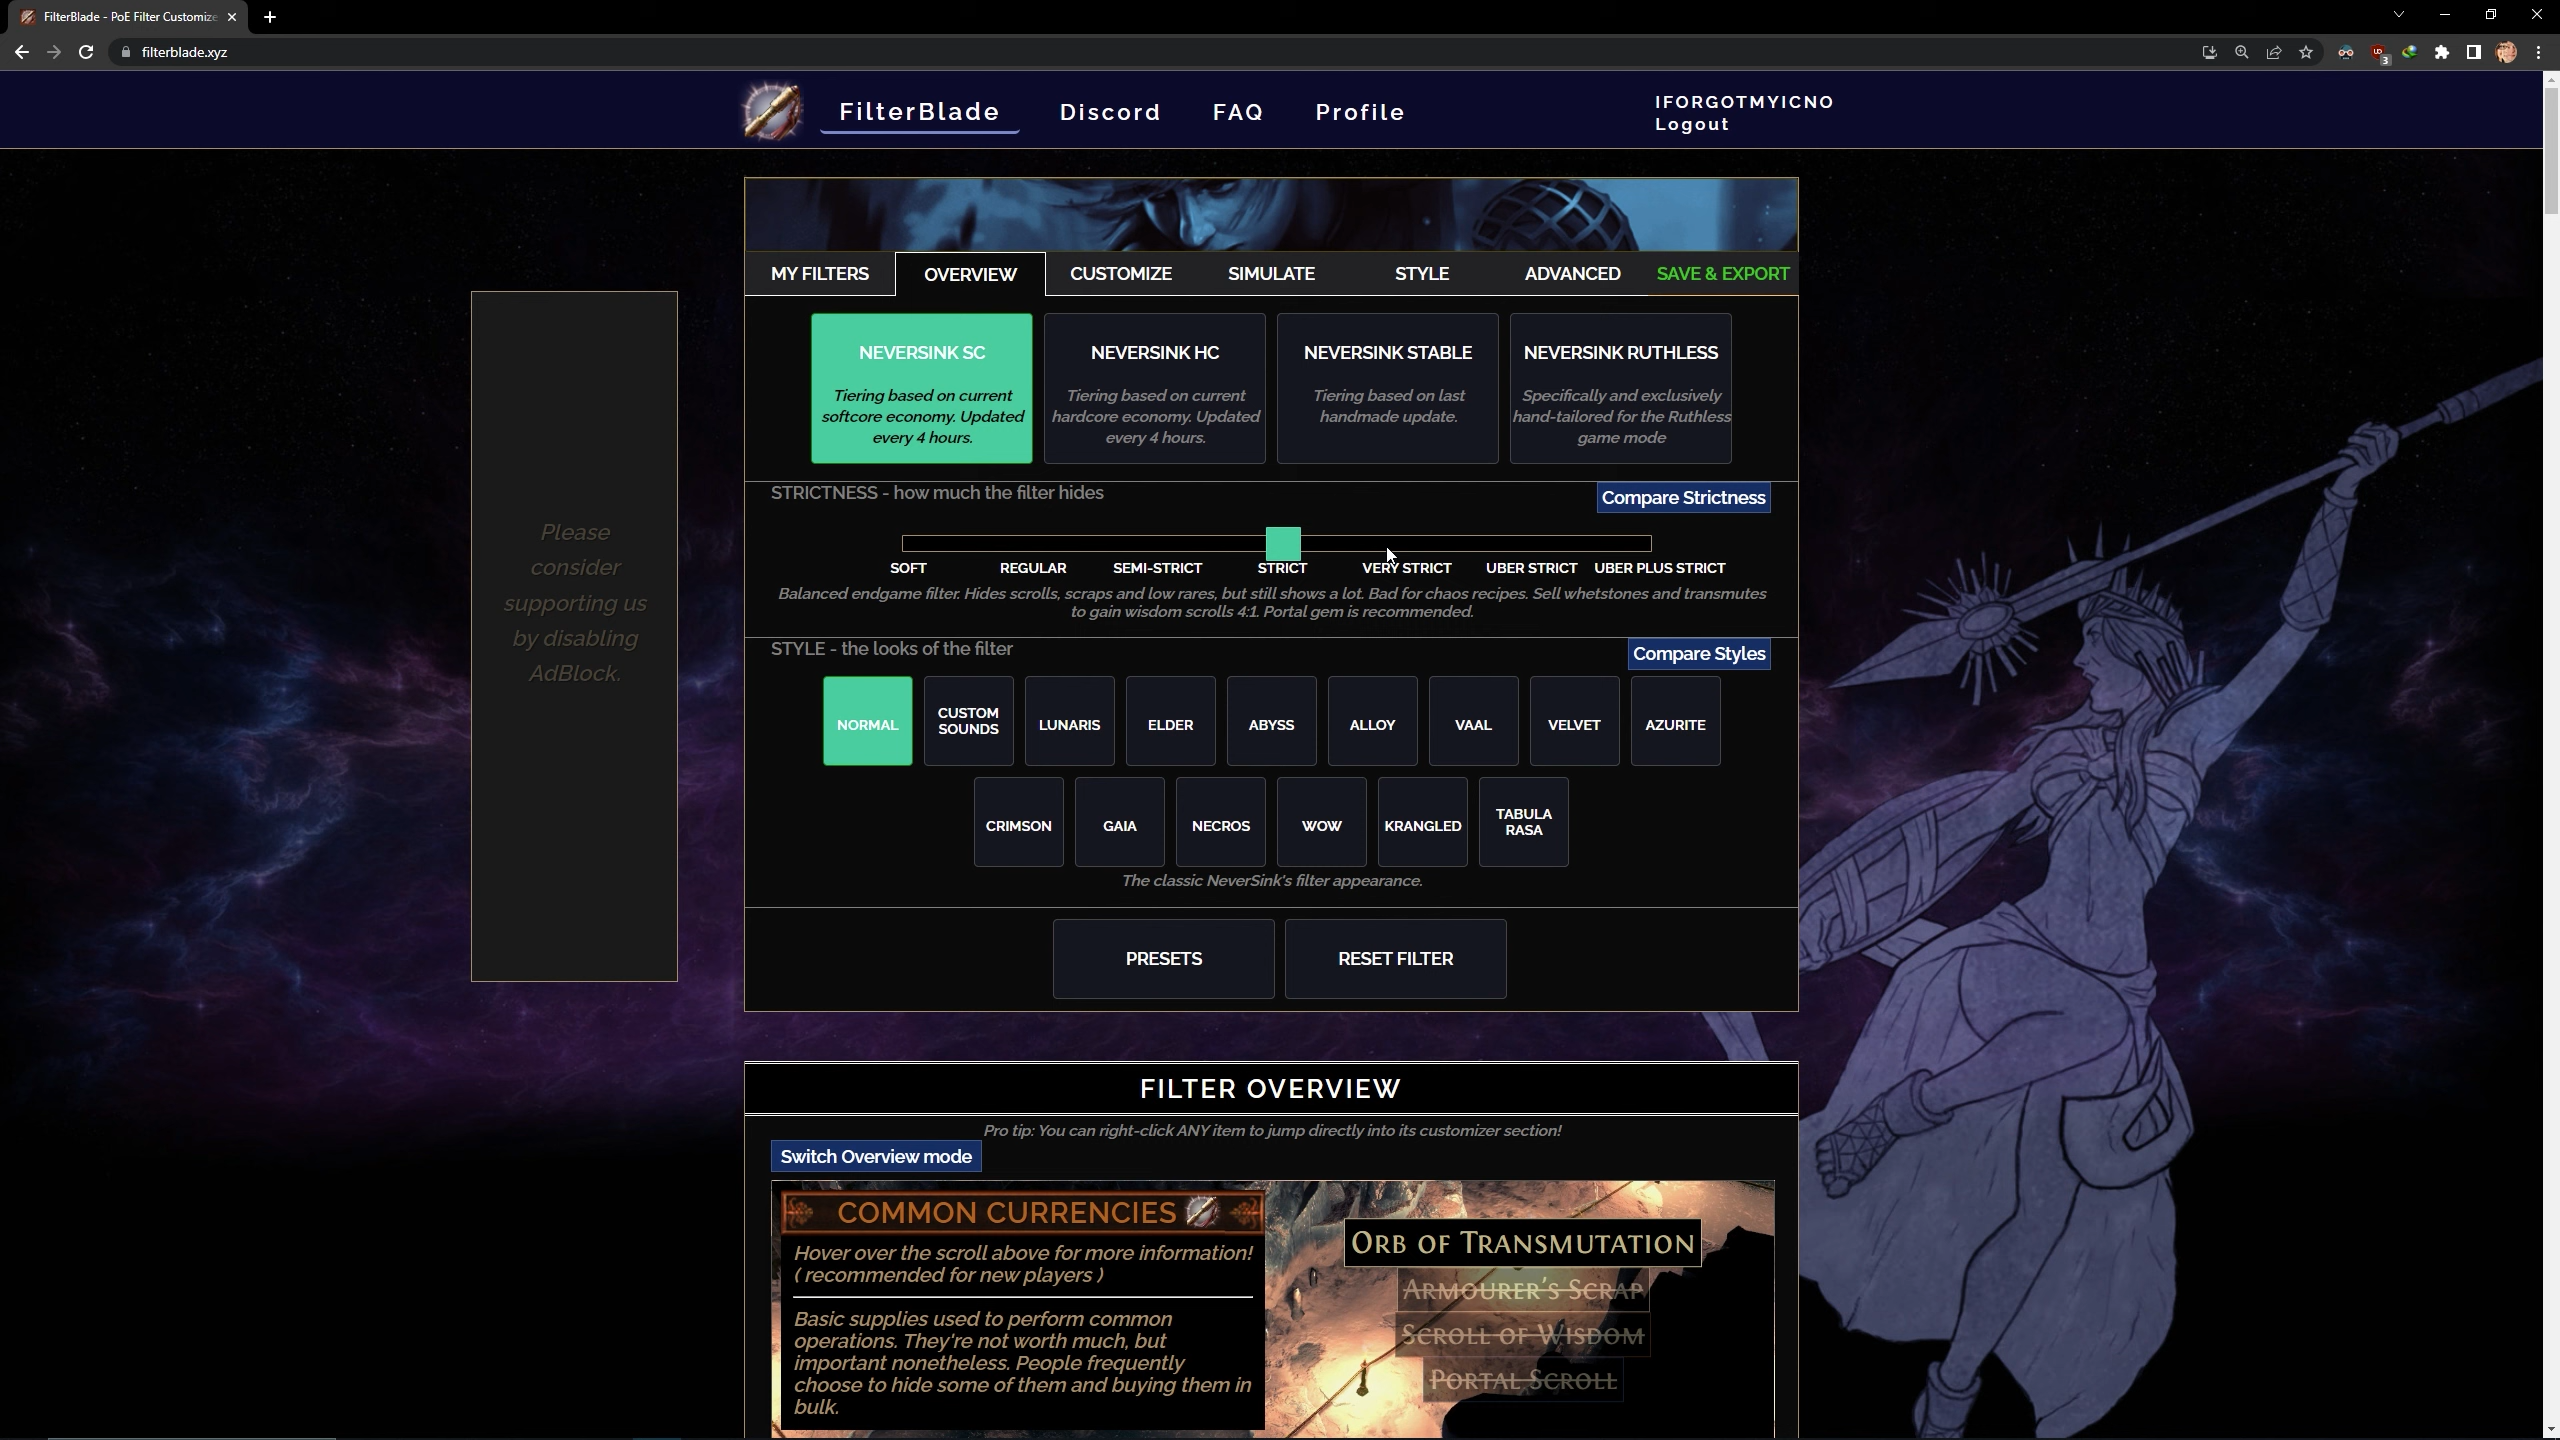 FilterBlade - PoE Filter Customize
filterblade.xyz
3
FilterBlade
Discord
FAQ
Profile
IFORGOTMYICNO
Logout
MY FILTERS
OVERVIEW
CUSTOMIZE
SIMULATE
STYLE
ADVANCED
SAVE & EXPORT
NEVERSINK SC
Tiering based on current
softcore economy. Updated
every 4 hours.
NEVERSINK HC
Tiering based on current
hardcore economy. Updated
every 4 hours.
NEVERSINK STABLE
Tiering based on last
handmade update.
NEVERSINK RUTHLESS
Specifically and exclusively
hand-tailored for the Ruthless
game mode
STRICTNESS - how much the filter hides
Compare Strictness
SOFT
REGULAR
SEMI-STRICT
STRICT
VERY STRICT
UBER STRICT
UBER PLUS STRICT
Balanced endgame filter. Hides scrolls, scraps and low rares, but still shows a lot. Bad for chaos recipes. Sell whetstones and transmutes
to gain wisdom scrolls 4:1. Portal gem is recommended.
STYLE - the looks of the filter
Compare Styles
NORMAL
CUSTOM
SOUNDS
LUNARIS
ELDER
ABYSS
ALLOY
VAAL
VELVET
AZURITE
CRIMSON
GAIA
NECROS
WOW
KRANGLED
TABULA
RASA
The classic NeverSink's filter appearance.
PRESETS
RESET FILTER
Please
consider
supporting us
by disabling
AdBlock.
FILTER OVERVIEW
Pro tip: You can right-click ANY item to jump directly into its customizer section!
Switch Overview mode
COMMON CURRENCIES
Hover over the scroll above for more information!
( recommended for new players )
Basic supplies used to perform common
operations. They're not worth much, but
important nonetheless. People frequently
choose to hide some of them and buying them in
bulk.
ORB OF TRANSMUTATION
ARMOURER'S SCRAP
SCROLL OF WISDOM
PORTAL SCROLL